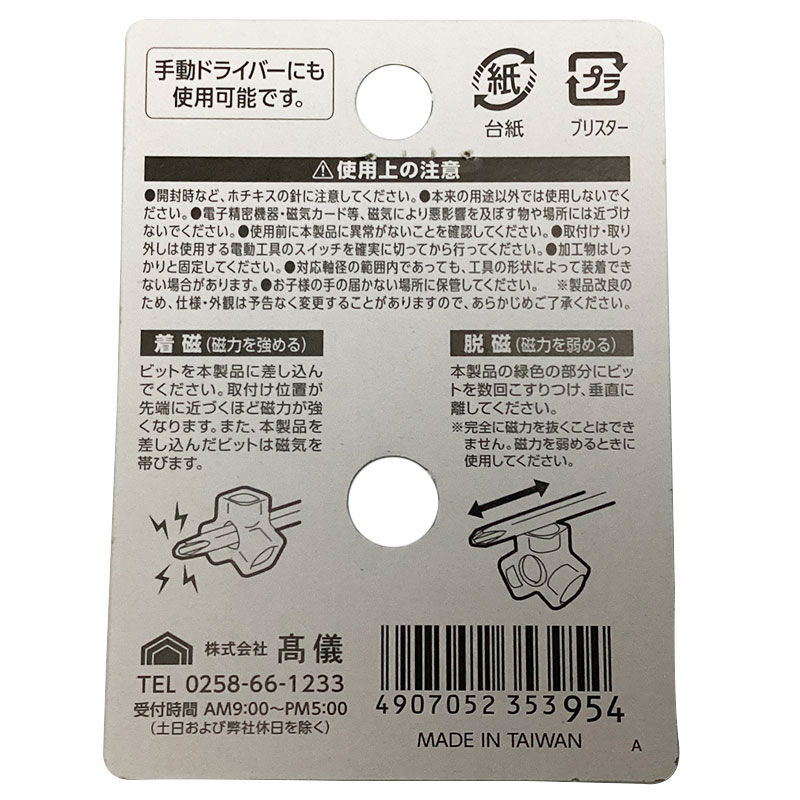 手動ドライバーにも
使用可能です。
紙
台紙
プラ
ブリスター
⚠使用上の注意
●開封時など、ホチキスの針に注意してください。●本来の用途以外では使用しないでく
ださい。●電子精密機器・磁気カード等、磁気により悪影響を及ぼす物や場所には近づけ
ないでください。●使用前に本製品に異常がないことを確認してください。●取付け・取り
外しは使用する電動工具のスイッチを確実に切ってから行ってください。●加工物はしっ
かりと固定してください。●対応軸径の範囲内であっても、工具の形状によって装着でき
ない場合があります。●お子様の手の届かない場所に保管してください。 ※製品改良の
ため、仕様・外観は予告なく変更することがありますので、あらかじめご了承ください。
着磁(磁力を強める)
ビットを本製品に差し込ん
でください。取付け位置が
先端に近づくほど磁力が強
くなります。また、本製品を
差し込んだビットは磁気を
帯びます。
脱磁(磁力を弱める)
本製品の緑色の部分にビッ
トを数回こすりつけ、垂直に
離してください。
※完全に磁力を抜くことはでき
ません。磁力を弱めるときに
使用してください。
株式会社 髙儀
TEL 0258-66-1233
受付時間 AM9:00~PM5:00
(土日および弊社休日を除く)
4907052 353954
MADE IN TAIWAN
A